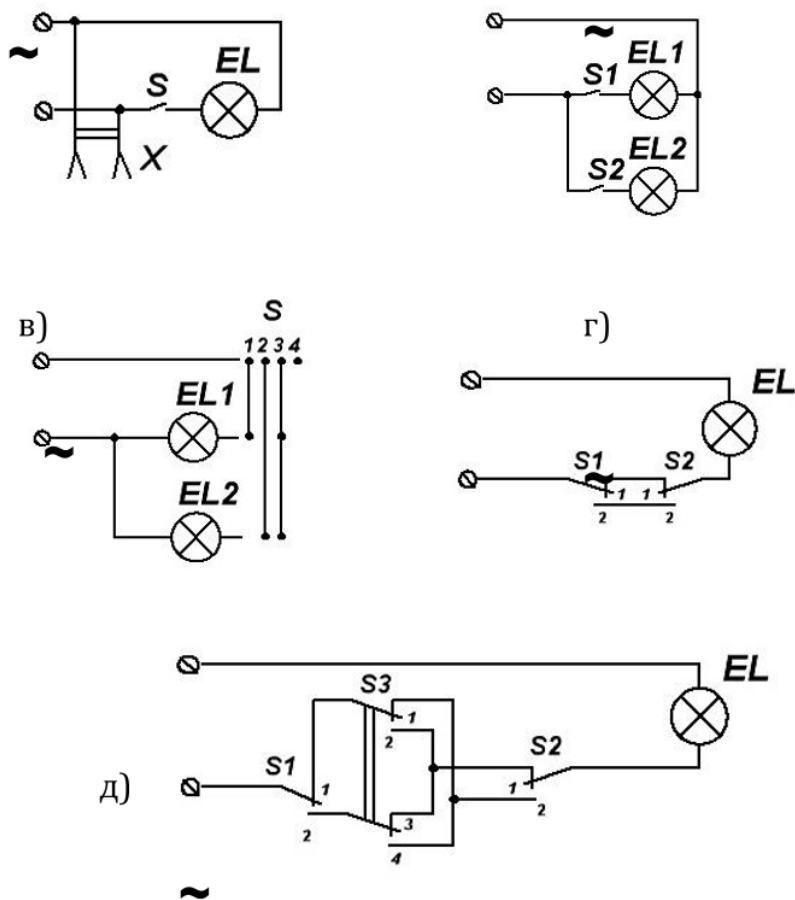 ~
S EL
X
~
S1 EL1
S2 EL2
в)
S
1 2 3 4
EL1
~
EL2
г)
EL
S1 ~ S2
1 1
2 2
д)
EL
S3
1
2
S1
1
2
3
4
S2
1
2
~